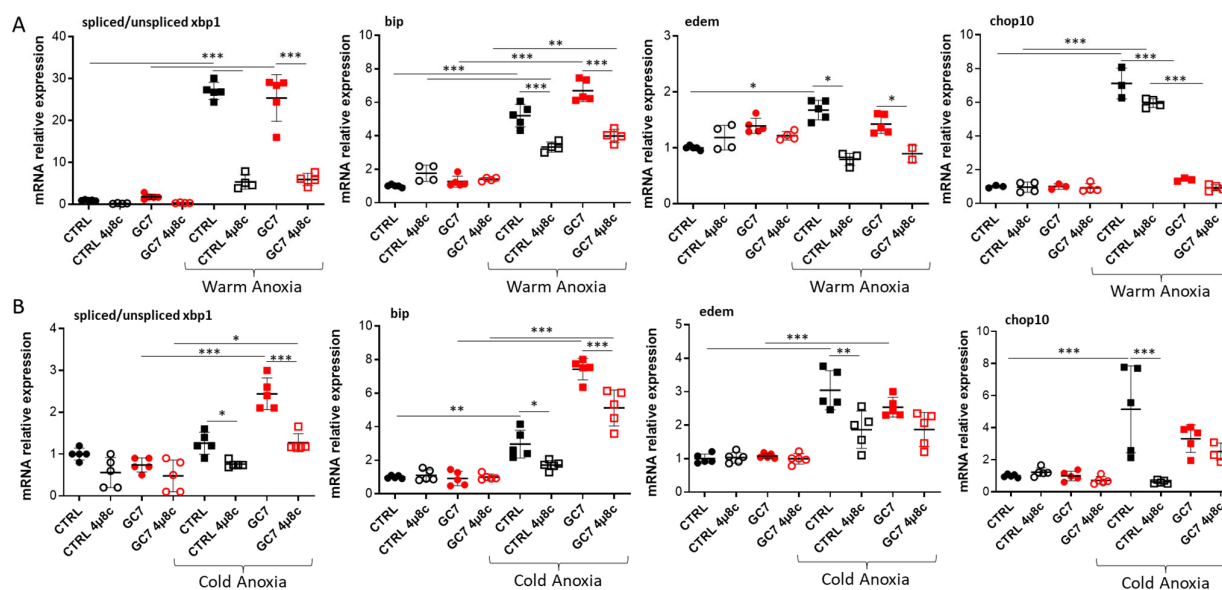 A
spliced/unspliced xbp1
mRNA relative expression
40
30
20
10
0
***
***
CTRL
CTRL 4µ8c
GC7
GC7 4µ8c
CTRL
CTRL 4µ8c
GC7
GC7 4µ8c
Warm Anoxia
bip
mRNA relative expression
10
8
6
4
2
0
**
***
***
***
***
CTRL
CTRL 4µ8c
GC7
GC7 4µ8c
CTRL
CTRL 4µ8c
GC7
GC7 4µ8c
Warm Anoxia
edem
mRNA relative expression
3
2
1
0
*
*
*
CTRL
CTRL 4µ8c
GC7
GC7 4µ8c
CTRL
CTRL 4µ8c
GC7
GC7 4µ8c
Warm Anoxia
chop10
mRNA relative expression
10
8
6
4
2
0
***
***
***
CTRL
CTRL 4µ8c
GC7
GC7 4µ8c
CTRL
CTRL 4µ8c
GC7
GC7 4µ8c
Warm Anoxia
B
spliced/unspliced xbp1
mRNA relative expression
4
3
2
1
0
*
***
***
*
CTRL
CTRL 4µ8c
GC7
GC7 4µ8c
CTRL
CTRL 4µ8c
GC7
GC7 4µ8c
Cold Anoxia
bip
mRNA relative expression
10
8
6
4
2
0
***
***
**
*
CTRL
CTRL 4µ8c
GC7
GC7 4µ8c
CTRL
CTRL 4µ8c
GC7
GC7 4µ8c
Cold Anoxia
edem
mRNA relative expression
5
4
3
2
1
0
***
**
CTRL
CTRL 4µ8c
GC7
GC7 4µ8c
CTRL
CTRL 4µ8c
GC7
GC7 4µ8c
Cold Anoxia
chop10
mRNA relative expression
10
8
6
4
2
0
***
***
CTRL
CTRL 4µ8c
GC7
GC7 4µ8c
CTRL
CTRL 4µ8c
GC7
GC7 4µ8c
Cold Anoxia